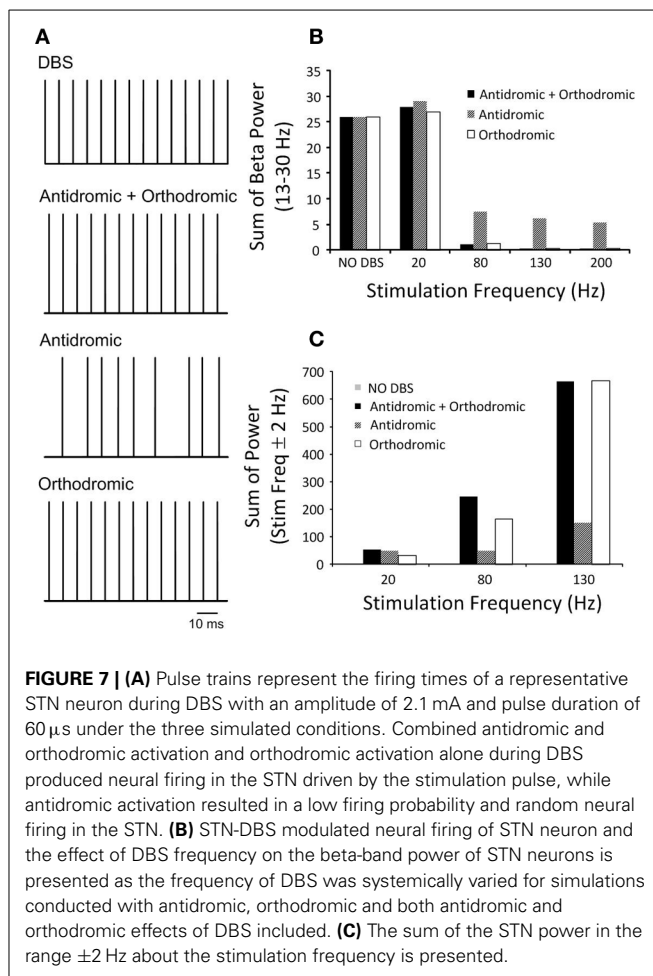 A
DBS
Antidromic + Orthodromic
Antidromic
Orthodromic
10 ms
B
Sum of Beta Power
(13-30 Hz)
35
30
25
20
15
10
5
0
Antidromic + Orthodromic
Antidromic
Orthodromic
NO DBS 20 80 130 200
Stimulation Frequency (Hz)
C
Sum of Power
(Stim Freq ± 2 Hz)
700
600
500
400
300
200
100
0
NO DBS
Antidromic + Orthodromic
Antidromic
Orthodromic
20 80 130
Stimulation Frequency (Hz)
FIGURE 7 | (A) Pulse trains represent the firing times of a representative
STN neuron during DBS with an amplitude of 2.1 mA and pulse duration of
60 μs under the three simulated conditions. Combined antidromic and
orthodromic activation and orthodromic activation alone during DBS
produced neural firing in the STN driven by the stimulation pulse, while
antidromic activation resulted in a low firing probability and random neural
firing in the STN. (B) STN-DBS modulated neural firing of STN neuron and
the effect of DBS frequency on the beta-band power of STN neurons is
presented as the frequency of DBS was systemically varied for simulations
conducted with antidromic, orthodromic and both antidromic and
orthodromic effects of DBS included. (C) The sum of the STN power in the
range ±2 Hz about the stimulation frequency is presented.